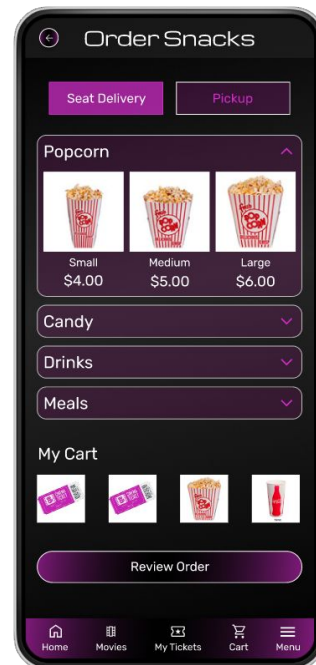 Order Snacks
Seat Delivery Pickup
Popcorn
Small Medium Large
$4.00 $5.00 $6.00
Candy
Drinks
Meals
My Cart
Review Order
Home Movies My Tickets Cart Menu